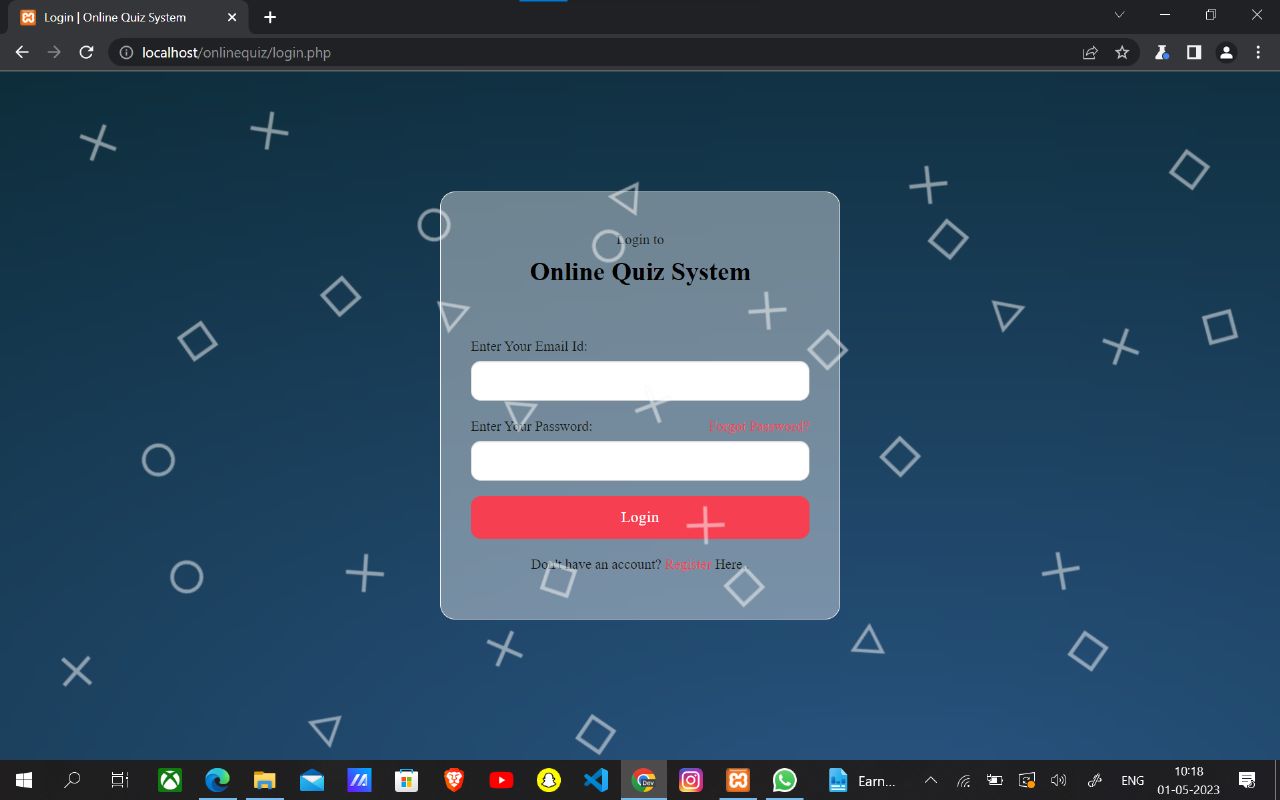 Login | Online Quiz System
localhost/onlinequiz/login.php
Login to
Online Quiz System
Enter Your Email Id:
Enter Your Password:
Forgot Password?
Login
Don't have an account? Register Here.
Dev
Earn...
ENG
10:18
01-05-2023